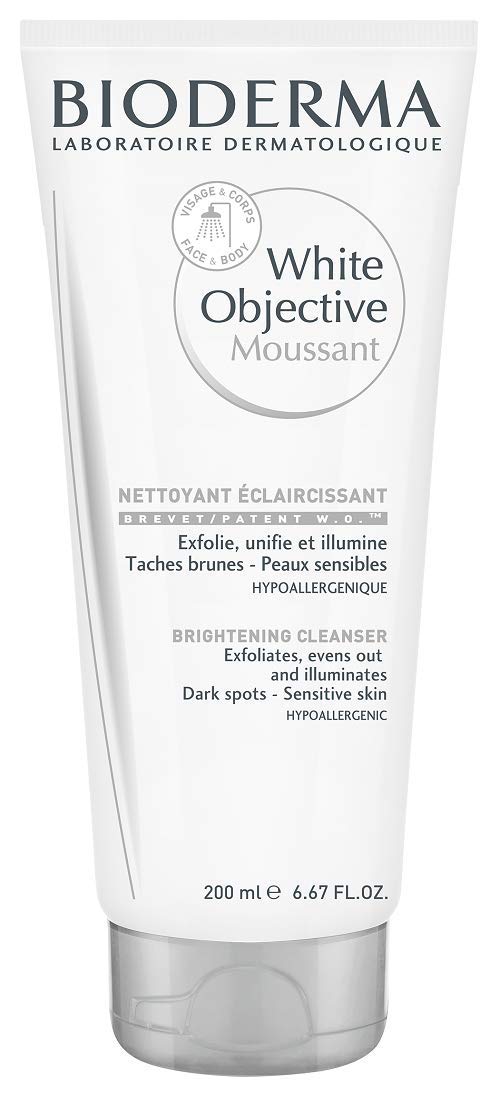 BIODERMA
LABORATOIRE DERMATOLOGIQUE
VISAGE & CORPS
FACE & BODY
White
Objective
Moussant
NETTOYANT ÉCLAIRCISSANT
BREVET/PATENT W.O.™
Exfolie, unifie et illumine
Taches brunes - Peaux sensibles
HYPOALLERGENIQUE
BRIGHTENING CLEANSER
Exfoliates, evens out
and illuminates
Dark spots - Sensitive skin
HYPOALLERGENIC
200 ml ℮ 6.67 FL.OZ.